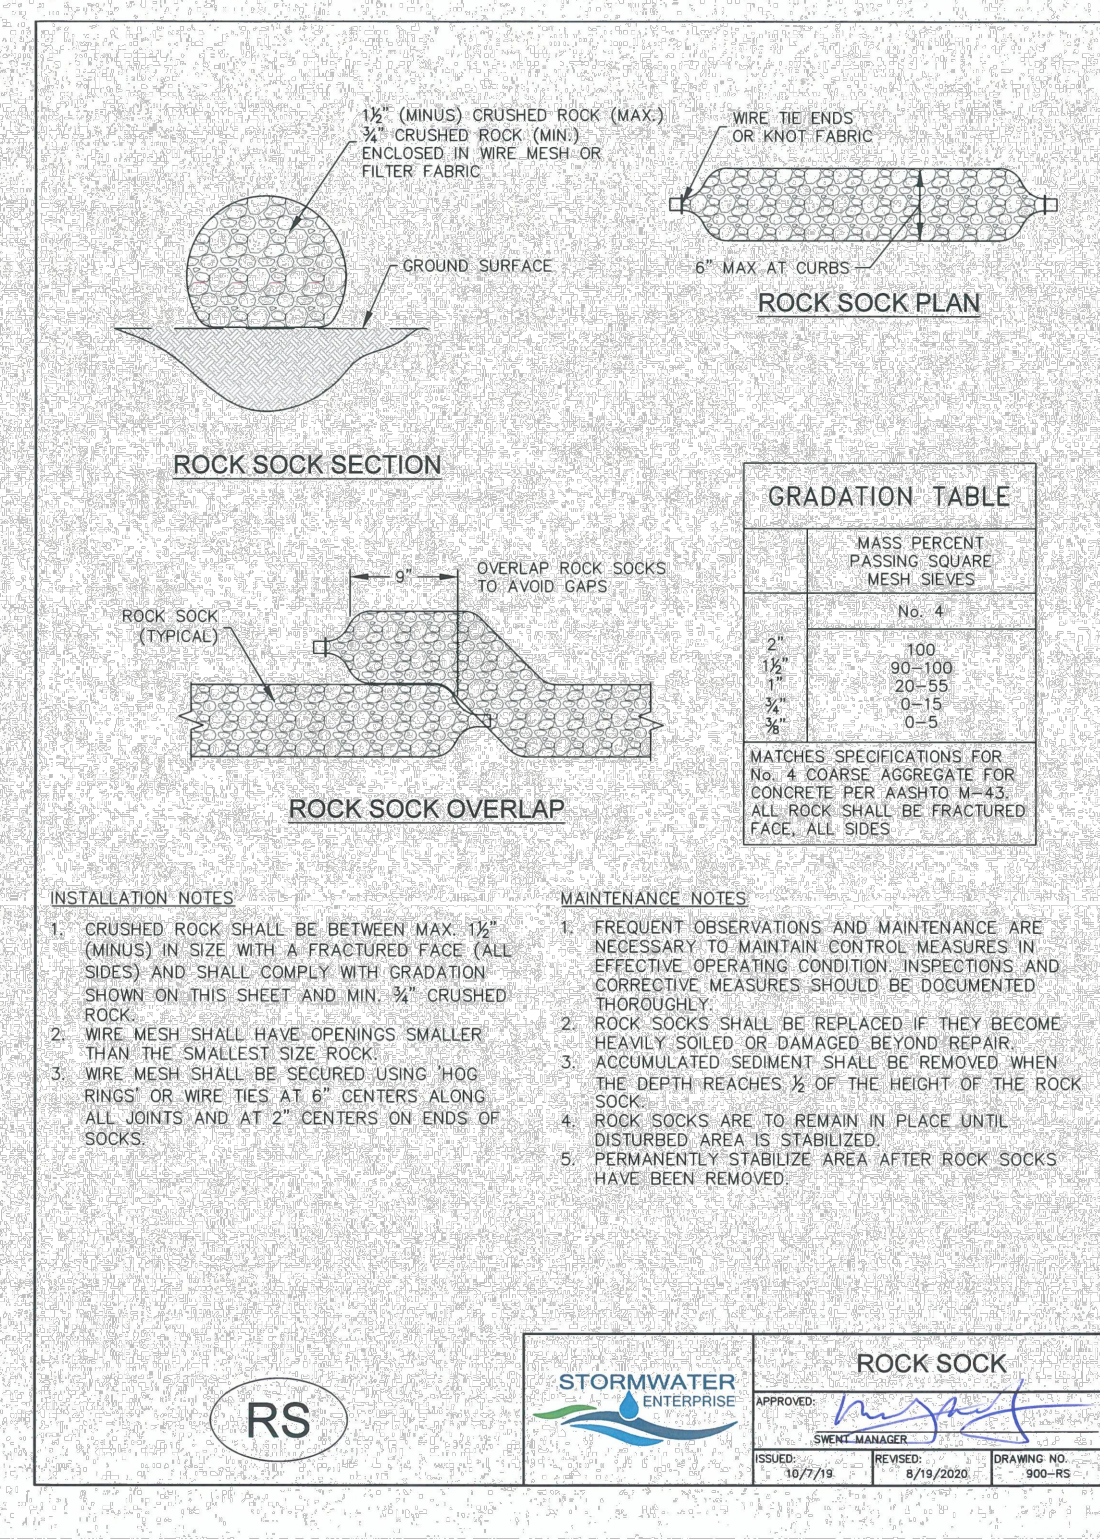 1½" (MINUS) CRUSHED ROCK (MAX.)
¾" CRUSHED ROCK (MIN.)
ENCLOSED IN WIRE MESH OR
FILTER FABRIC
GROUND SURFACE
ROCK SOCK SECTION
WIRE TIE ENDS
OR KNOT FABRIC
6" MAX AT CURBS
ROCK SOCK PLAN
9"
OVERLAP ROCK SOCKS
TO AVOID GAPS
ROCK SOCK
(TYPICAL)
ROCK SOCK OVERLAP
GRADATION TABLE
MASS PERCENT
PASSING SQUARE
MESH SIEVES
No. 4
2" 100
1½" 90-100
1" 20-55
¾" 0-15
⅜" 0-5
MATCHES SPECIFICATIONS FOR
No. 4 COARSE AGGREGATE FOR
CONCRETE PER AASHTO M-43.
ALL ROCK SHALL BE FRACTURED
FACE, ALL SIDES
INSTALLATION NOTES
1. CRUSHED ROCK SHALL BE BETWEEN MAX. 1½"
(MINUS) IN SIZE WITH A FRACTURED FACE (ALL
SIDES) AND SHALL COMPLY WITH GRADATION
SHOWN ON THIS SHEET AND MIN. ¾" CRUSHED
ROCK.
2. WIRE MESH SHALL HAVE OPENINGS SMALLER
THAN THE SMALLEST SIZE ROCK.
3. WIRE MESH SHALL BE SECURED USING 'HOG
RINGS' OR WIRE TIES AT 6" CENTERS ALONG
ALL JOINTS AND AT 2" CENTERS ON ENDS OF
SOCKS.
MAINTENANCE NOTES
1. FREQUENT OBSERVATIONS AND MAINTENANCE ARE
NECESSARY TO MAINTAIN CONTROL MEASURES IN
EFFECTIVE OPERATING CONDITION. INSPECTIONS AND
CORRECTIVE MEASURES SHOULD BE DOCUMENTED
THOROUGHLY.
2. ROCK SOCKS SHALL BE REPLACED IF THEY BECOME
HEAVILY SOILED OR DAMAGED BEYOND REPAIR.
3. ACCUMULATED SEDIMENT SHALL BE REMOVED WHEN
THE DEPTH REACHES ½ OF THE HEIGHT OF THE ROCK
SOCK.
4. ROCK SOCKS ARE TO REMAIN IN PLACE UNTIL
DISTURBED AREA IS STABILIZED.
5. PERMANENTLY STABILIZE AREA AFTER ROCK SOCKS
HAVE BEEN REMOVED.
RS
STORMWATER
ENTERPRISE
ROCK SOCK
APPROVED:
SWENT MANAGER
ISSUED:
10/7/19
REVISED:
8/19/2020
DRAWING NO.
900-RS